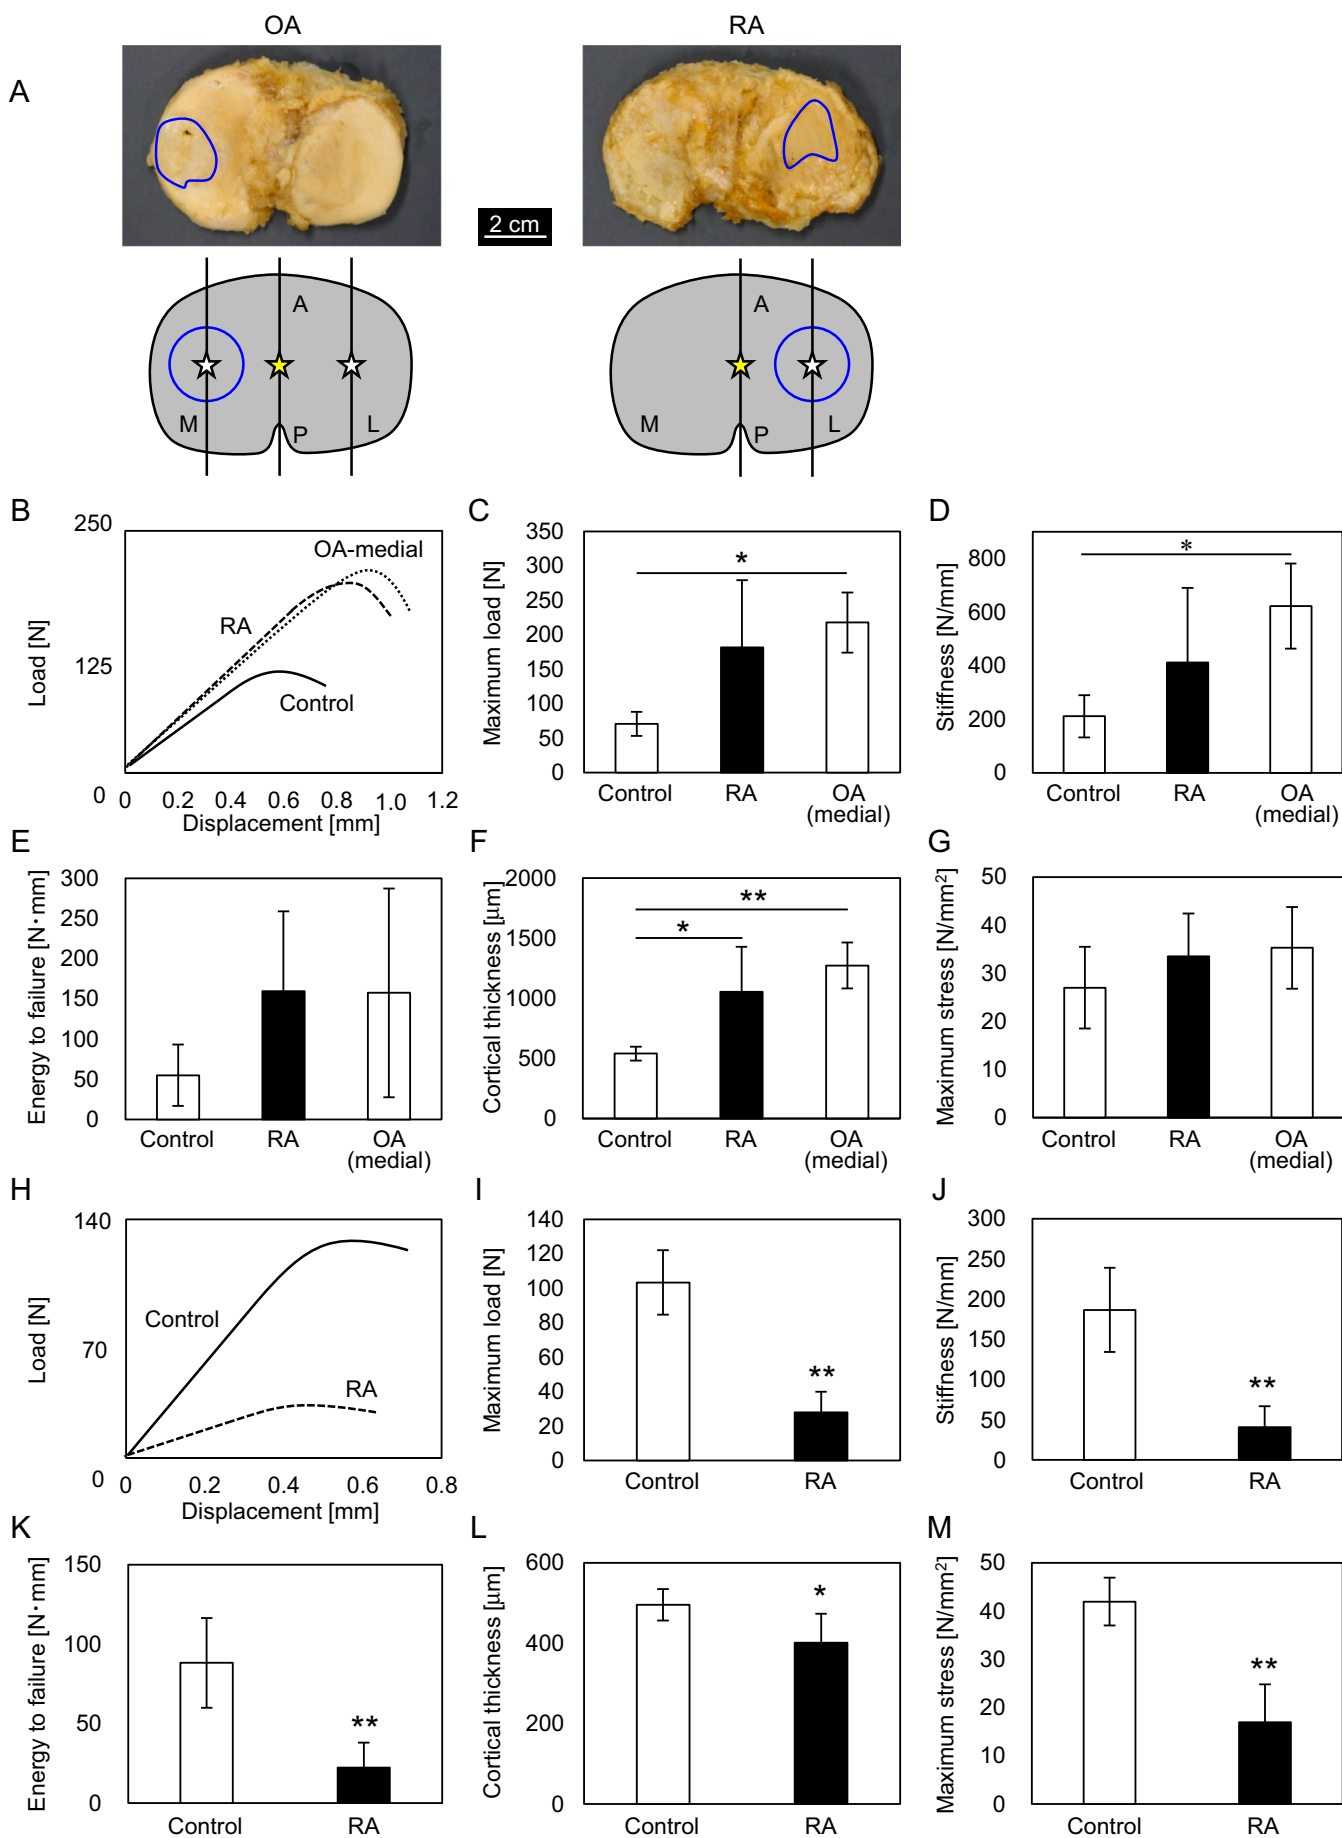 OA
RA
A
2 cm
A
M
P
L
A
M
P
L
B
250
125
0
Load [N]
OA-medial
RA
Control
0 0.2 0.4 0.6 0.8 1.0 1.2
Displacement [mm]
C
350
300
250
200
150
100
50
0
Maximum load [N]
*
Control RA OA
(medial)
D
800
600
400
200
0
Stiffness [N/mm]
*
Control RA OA
(medial)
E
300
250
200
150
100
50
0
Energy to failure [N·mm]
Control RA OA
(medial)
F
2000
1500
1000
500
0
Cortical thickness [μm]
**
*
Control RA OA
(medial)
G
50
40
30
20
10
0
Maximum stress [N/mm²]
Control RA OA
(medial)
H
140
70
0
Load [N]
Control
RA
0 0.2 0.4 0.6 0.8
Displacement [mm]
I
140
120
100
80
60
40
20
0
Maximum load [N]
**
Control RA
J
300
250
200
150
100
50
0
Stiffness [N/mm]
**
Control RA
K
150
100
50
0
Energy to failure [N·mm]
**
Control RA
L
600
400
200
0
Cortical thickness [μm]
*
Control RA
M
50
40
30
20
10
0
Maximum stress [N/mm²]
**
Control RA